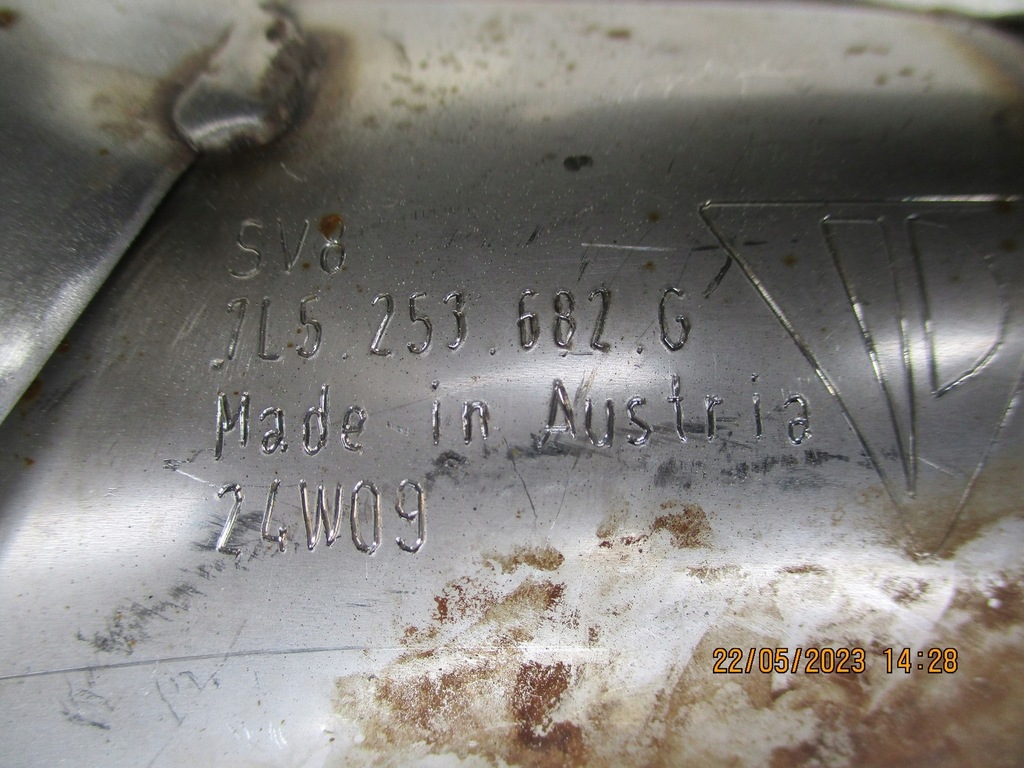 SV8
7L5.253.682.G
Made in Austria
24W09
22/05/2023 14:28